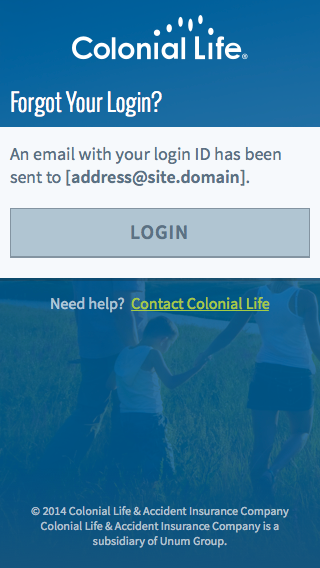 Colonial Life®
Forgot Your Login?
An email with your login ID has been
sent to [address@site.domain].
LOGIN
Need help? Contact Colonial Life
© 2014 Colonial Life & Accident Insurance Company
Colonial Life & Accident Insurance Company is a
subsidiary of Unum Group.